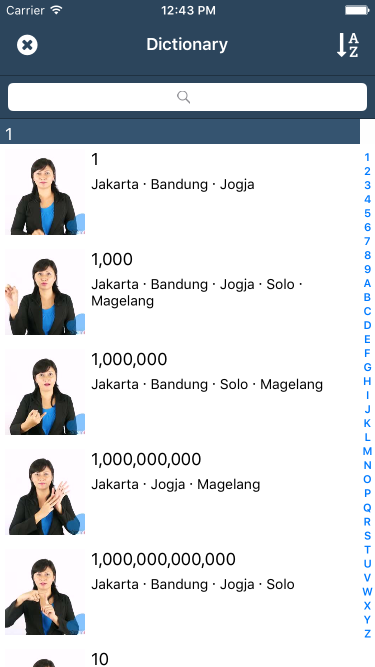 Carrier 12:43 PM
Dictionary
A
Z
1
1
Jakarta · Bandung · Jogja
1,000
Jakarta · Bandung · Jogja · Solo ·
Magelang
1,000,000
Jakarta · Bandung · Solo · Magelang
1,000,000,000
Jakarta · Jogja · Magelang
1,000,000,000,000
Jakarta · Bandung · Jogja · Solo
10
1
2
3
4
5
6
7
8
9
A
B
C
D
E
F
G
H
I
J
K
L
M
N
O
P
Q
R
S
T
U
V
W
X
Y
Z